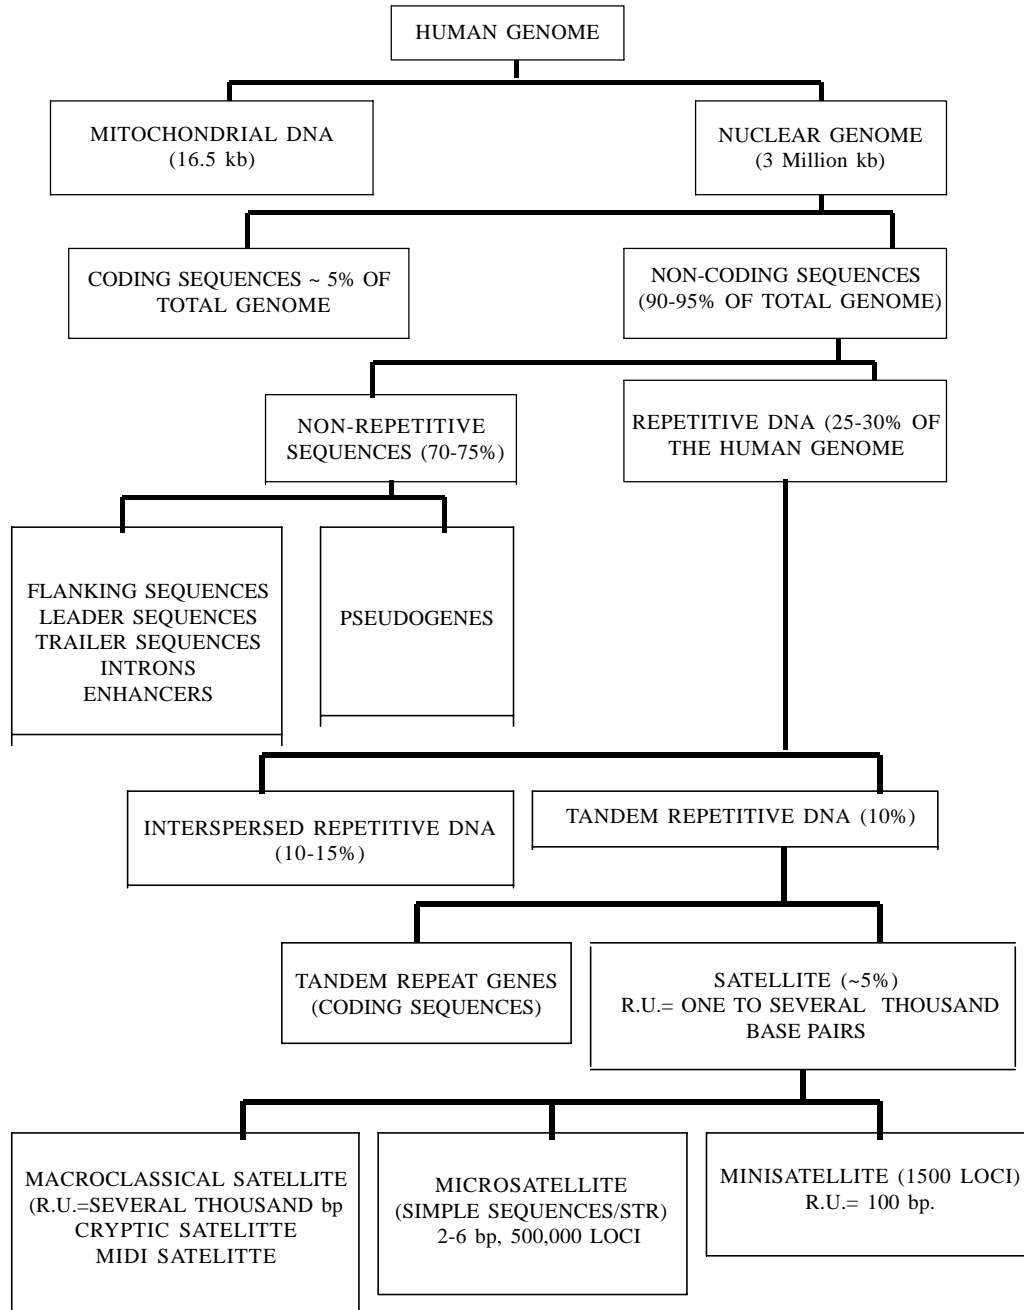 HUMAN GENOME
MITOCHONDRIAL DNA
(16.5 kb)
NUCLEAR GENOME
(3 Million kb)
CODING SEQUENCES ~ 5% OF
TOTAL GENOME
NON-CODING SEQUENCES
(90-95% OF TOTAL GENOME)
NON-REPETITIVE
SEQUENCES (70-75%)
REPETITIVE DNA (25-30% OF
THE HUMAN GENOME
FLANKING SEQUENCES
LEADER SEQUENCES
TRAILER SEQUENCES
INTRONS
ENHANCERS
PSEUDOGENES
INTERSPERSED REPETITIVE DNA
(10-15%)
TANDEM REPETITIVE DNA (10%)
TANDEM REPEAT GENES
(CODING SEQUENCES)
SATELLITE (~5%)
R.U.= ONE TO SEVERAL THOUSAND
BASE PAIRS
MACROCLASSICAL SATELLITE
(R.U.=SEVERAL THOUSAND bp
CRYPTIC SATELITTE
MIDI SATELITTE
MICROSATELLITE
(SIMPLE SEQUENCES/STR)
2-6 bp, 500,000 LOCI
MINISATELLITE (1500 LOCI)
R.U.= 100 bp.